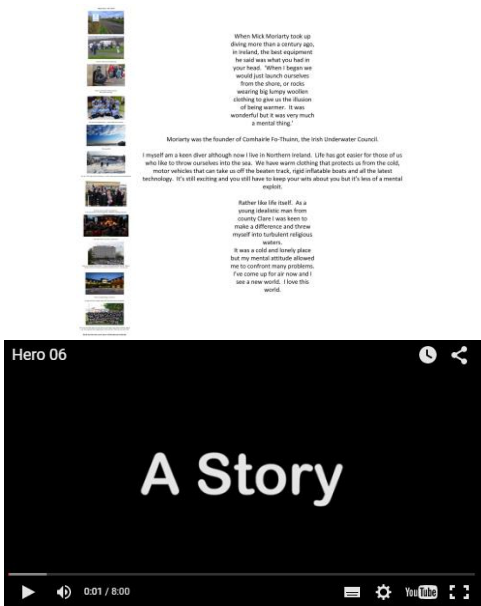 When Mick Moriarty took up
diving more than a century ago,
in ireland, the best equipment
he said was what you had in
your head. 'When I began we
would just launch ourselves
from the shore, or rocks
wearing big lumpy woollen
clothing to give us the illusion
of being warmer. It was
wonderful but it was very much
a mental thing.'
Moriarty was the founder of Comhairle Fo-Thuinn, the Irish Underwater Council.
I myself am a keen diver although now I live in Northern Ireland. Life has got easier for those of us
who like to throw ourselves into the sea. We have warm clothing that protects us from the cold,
motor vehicles that can take us off the beaten track, rigid inflatable boats and all the latest
technology. It's still exciting and you still have to keep your wits about you but it's less of a mental
exploit.
Rather like life itself. As a
young idealistic man from
county Clare I was keen to
make a difference and threw
myself into turbulent religious
waters.
It was a cold and lonely place
but my mental attitude allowed
me to confront many problems.
I've come up for air now and I
see a new world. I love this
world.
Hero 06
A Story
0:01 / 8:00
YouTube